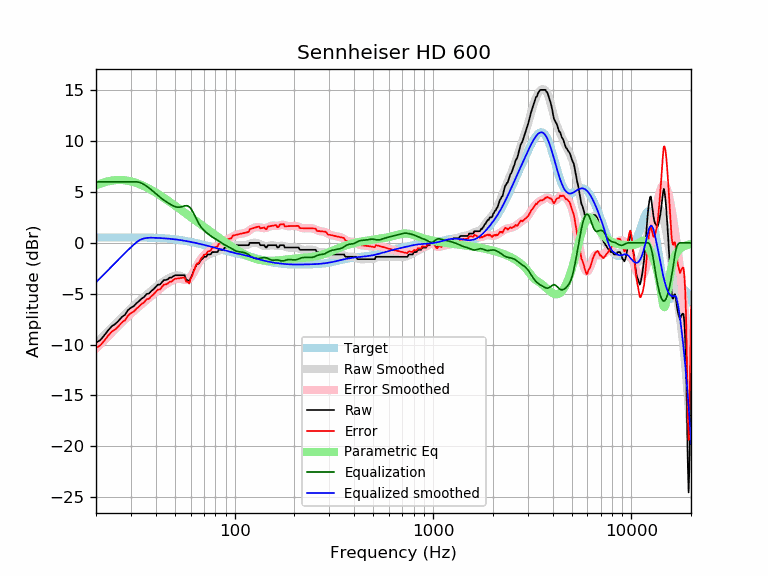 Sennheiser HD 600
Amplitude (dBr)
15
10
5
0
−5
−10
−15
−20
−25
Target
Raw Smoothed
Error Smoothed
Raw
Error
Parametric Eq
Equalization
Equalized smoothed
100
1000
10000
Frequency (Hz)